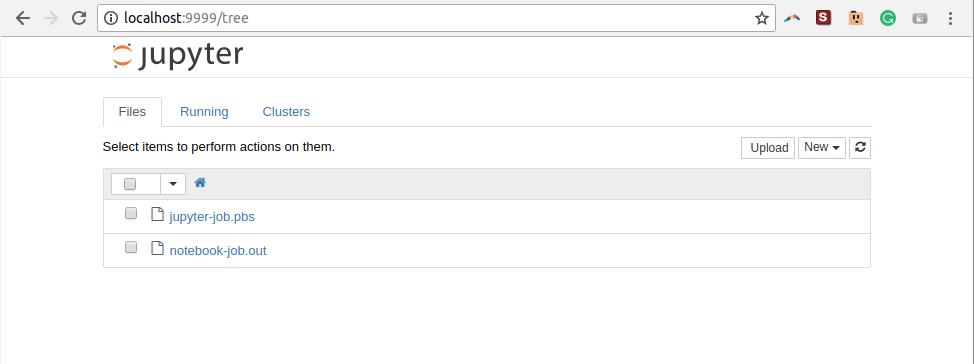 localhost:9999/tree
jupyter
Files Running Clusters
Select items to perform actions on them.
Upload New
jupyter-job.pbs
notebook-job.out